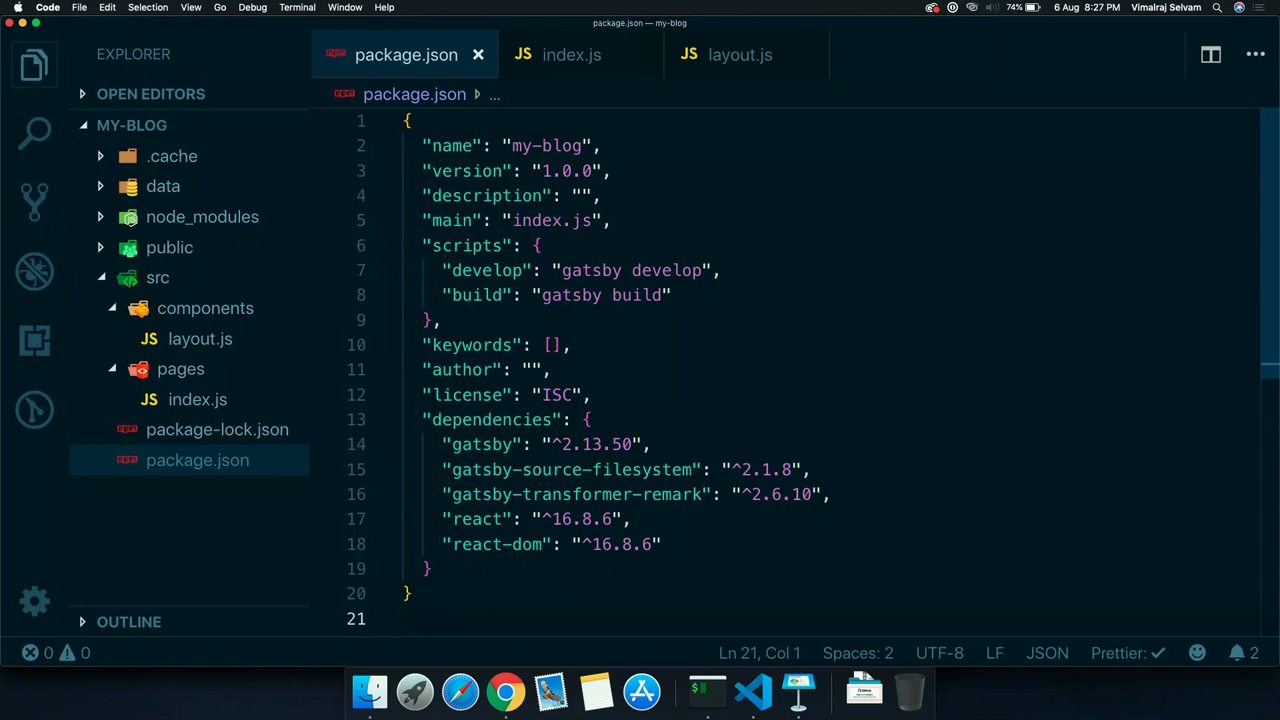 Code File Edit Selection View Go Debug Terminal Window Help 74% 6 Aug 8:27 PM Vimalraj Selvam
package.json — my-blog
EXPLORER
OPEN EDITORS
MY-BLOG
.cache
data
node_modules
public
src
components
JS layout.js
pages
JS index.js
package-lock.json
package.json
OUTLINE
package.json × JS index.js JS layout.js
package.json ...
1 {
2 "name": "my-blog",
3 "version": "1.0.0",
4 "description": "",
5 "main": "index.js",
6 "scripts": {
7 "develop": "gatsby develop",
8 "build": "gatsby build"
9 },
10 "keywords": [],
11 "author": "",
12 "license": "ISC",
13 "dependencies": {
14 "gatsby": "^2.13.50",
15 "gatsby-source-filesystem": "^2.1.8",
16 "gatsby-transformer-remark": "^2.6.10",
17 "react": "^16.8.6",
18 "react-dom": "^16.8.6"
19 }
20 }
21
0 0 Ln 21, Col 1 Spaces: 2 UTF-8 LF JSON Prettier: ✓ 2